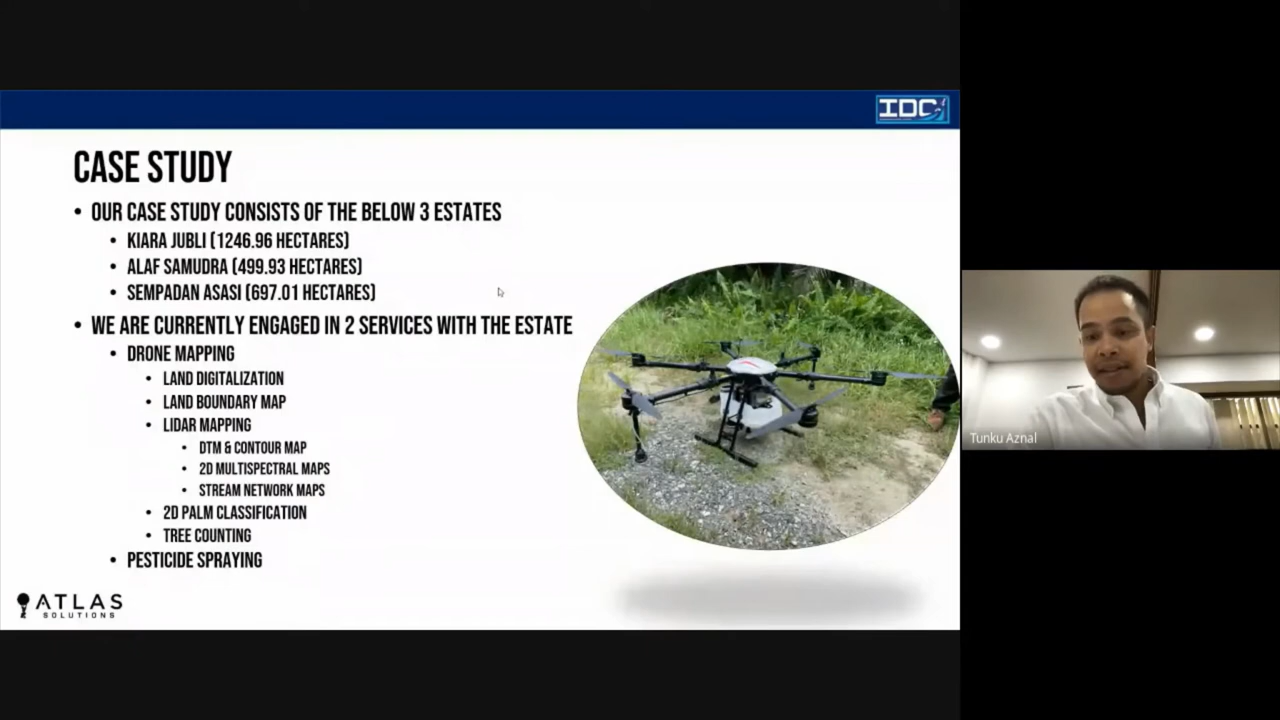 IDC
CASE STUDY
• OUR CASE STUDY CONSISTS OF THE BELOW 3 ESTATES
• KIARA JUBLI (1246.96 HECTARES)
• ALAF SAMUDRA (499.93 HECTARES)
• SEMPADAN ASASI (697.01 HECTARES)
• WE ARE CURRENTLY ENGAGED IN 2 SERVICES WITH THE ESTATE
• DRONE MAPPING
• LAND DIGITALIZATION
• LAND BOUNDARY MAP
• LIDAR MAPPING
• DTM & CONTOUR MAP
• 2D MULTISPECTRAL MAPS
• STREAM NETWORK MAPS
• 2D PALM CLASSIFICATION
• TREE COUNTING
• PESTICIDE SPRAYING
ATLAS
SOLUTIONS
Tunku Aznal